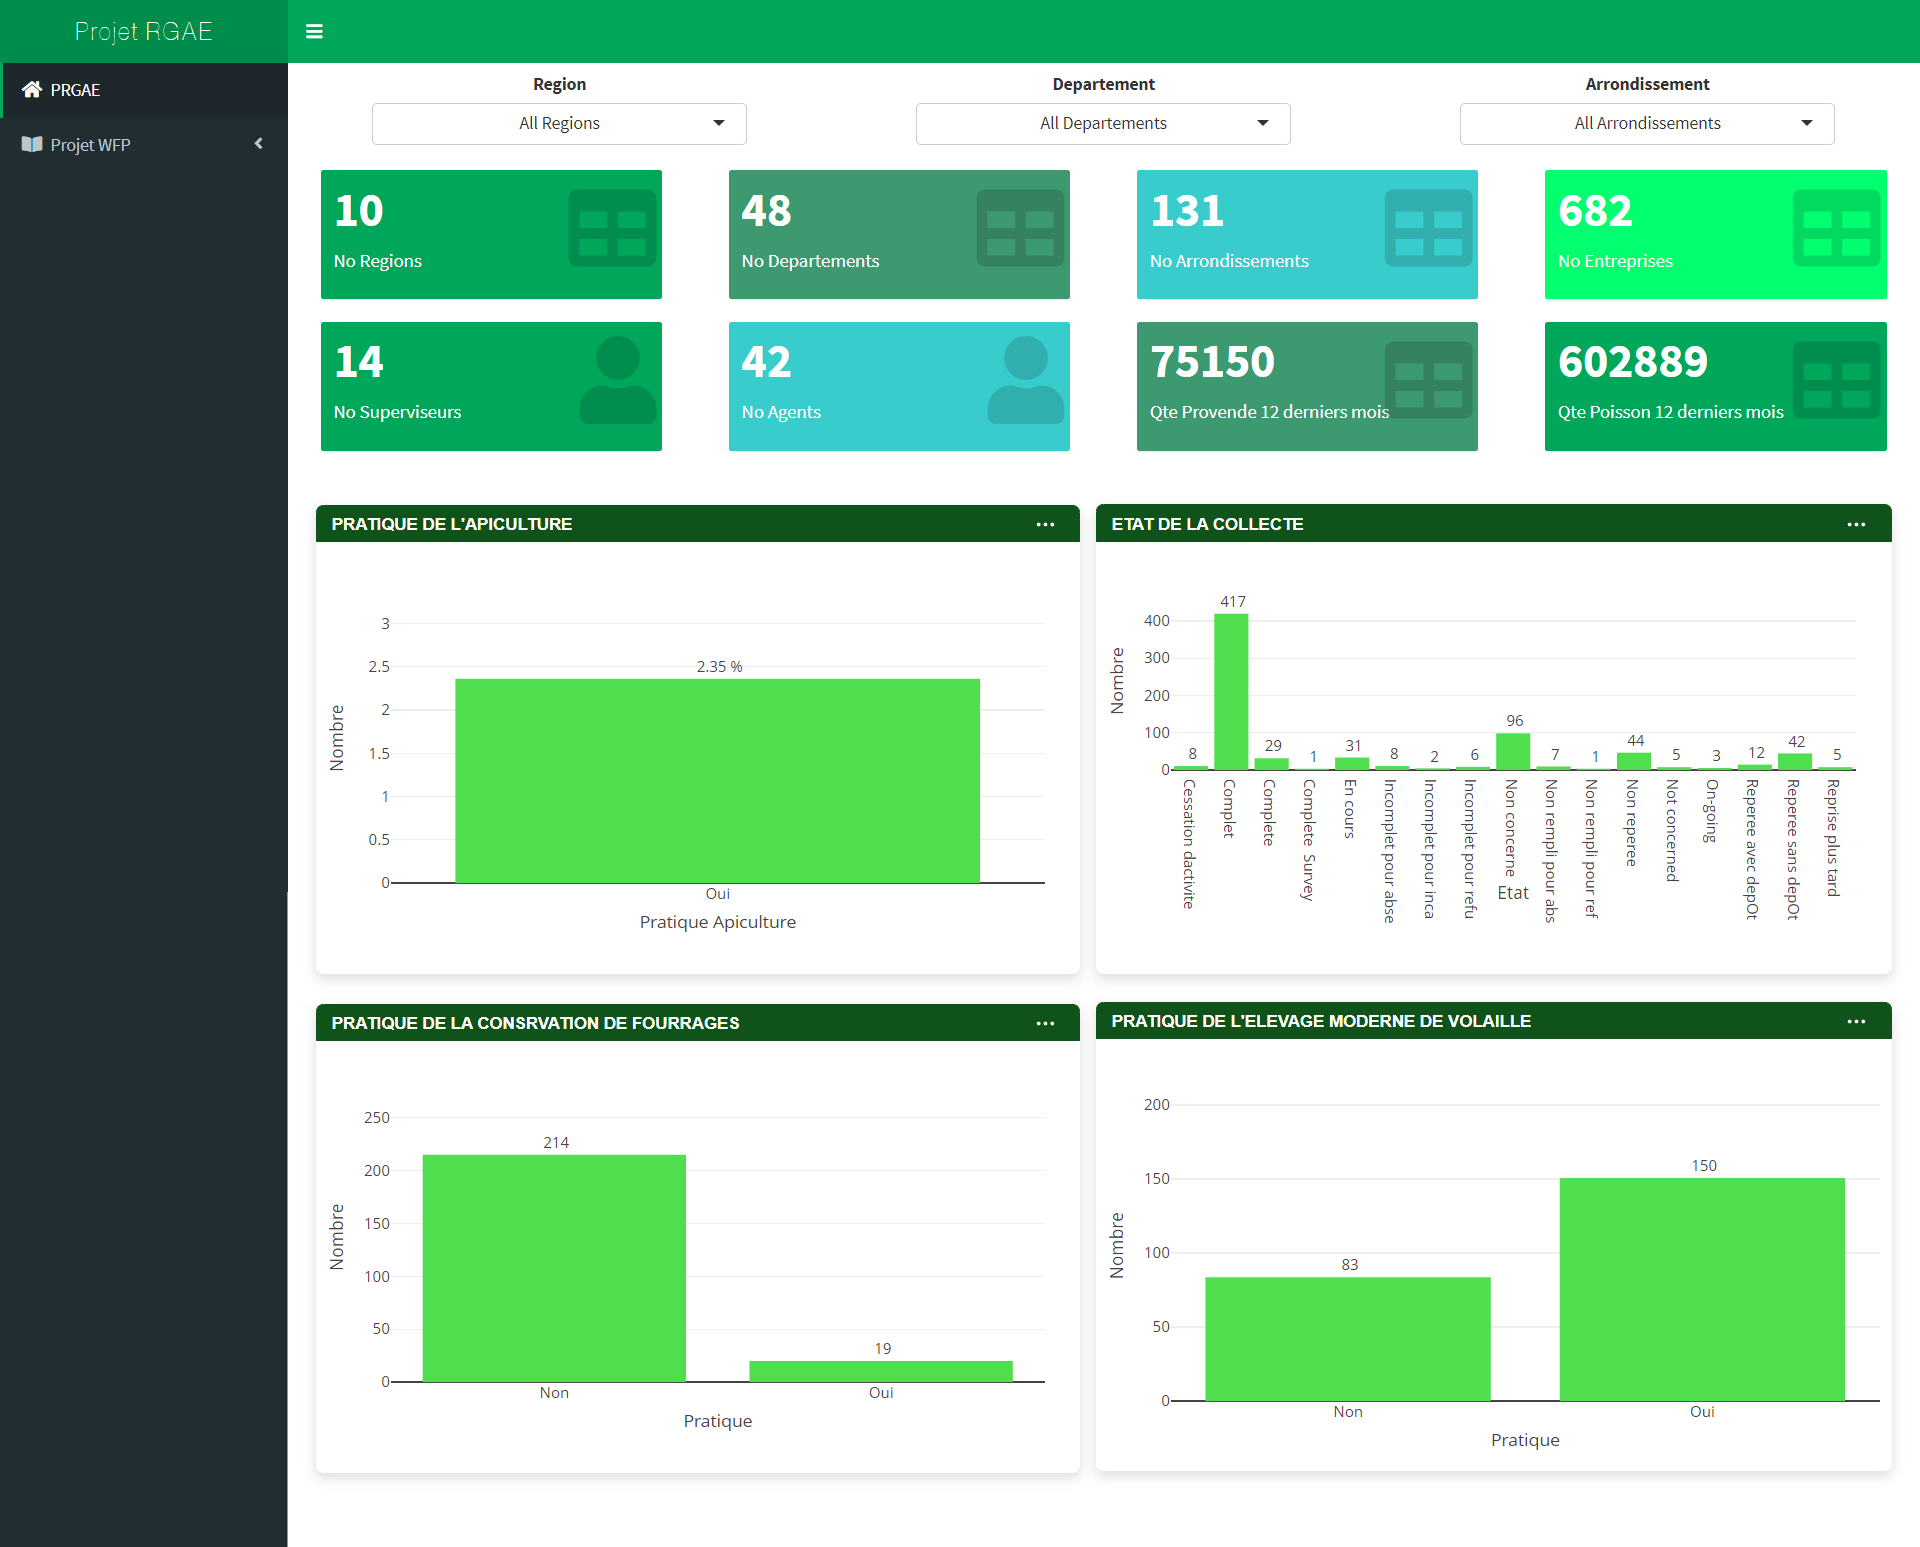 Projet RGAE
PRGAE
Projet WFP
Region
Departement
Arrondissement
All Regions
All Departements
All Arrondissements
10
No Regions
48
No Departements
131
No Arrondissements
682
No Entreprises
14
No Superviseurs
42
No Agents
75150
Qte Provende 12 derniers mois
602889
Qte Poisson 12 derniers mois
PRATIQUE DE L'APICULTURE
3
2.5
2
1.5
1
0.5
0
Nombre
2.35 %
Oui
Pratique Apiculture
ETAT DE LA COLLECTE
400
300
200
100
0
Nombre
8
417
29
1
31
8
2
6
96
7
1
44
5
3
12
42
5
Cessation dactivite
Complet
Complete
Complete Survey
En cours
Incomplet pour abse
Incomplet pour inca
Incomplet pour refu
Non concerne
Non rempli pour abs
Non rempli pour ref
Non reperee
Not concerned
On-going
Reperee avec depOt
Reperee sans depOt
Reprise plus tard
Etat
PRATIQUE DE LA CONSRVATION DE FOURRAGES
250
200
150
100
50
0
Nombre
214
19
Non
Oui
Pratique
PRATIQUE DE L'ELEVAGE MODERNE DE VOLAILLE
200
150
100
50
0
Nombre
83
150
Non
Oui
Pratique